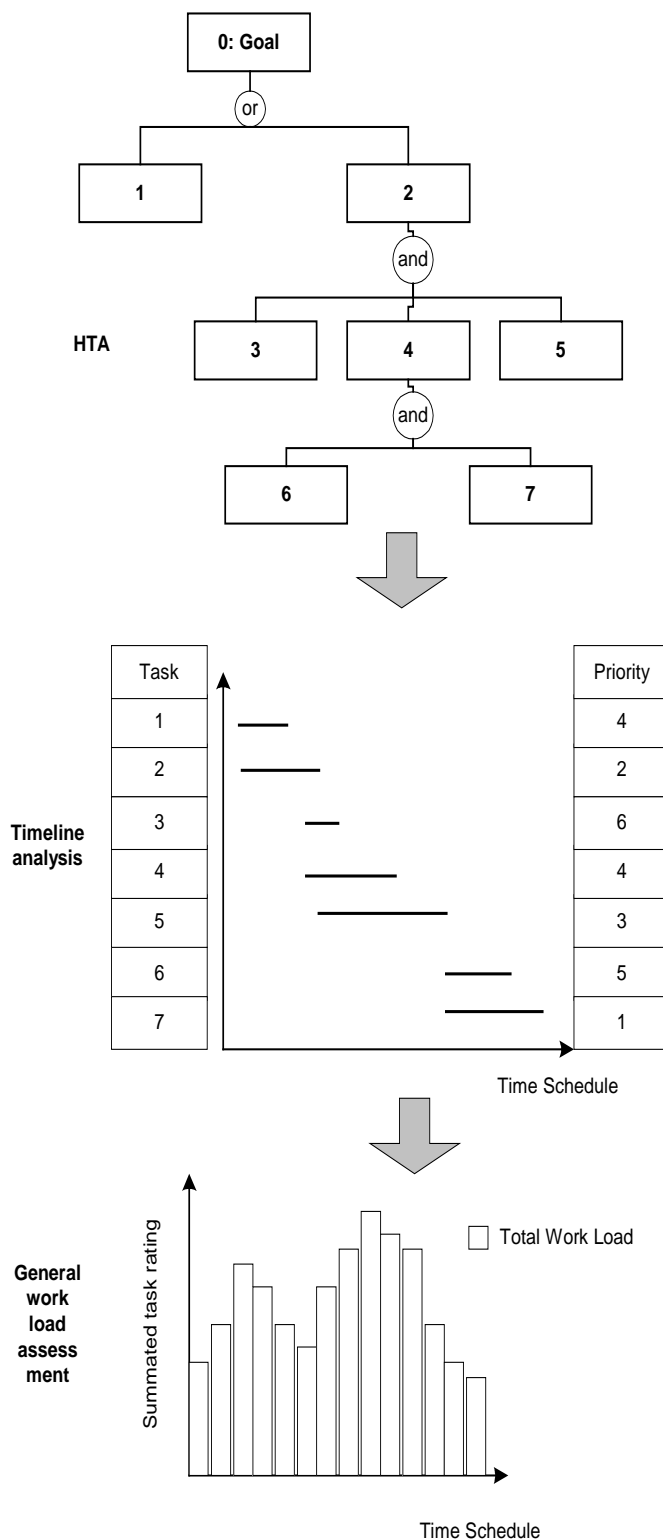 0: Goal
or
1
2
and
HTA
3
4
5
and
6
7
Task
Priority
1
4
2
2
3
6
Timeline
analysis
4
4
5
3
6
5
7
1
Time Schedule
Summated task rating
Total Work Load
General
work
load
assess
ment
Time Schedule